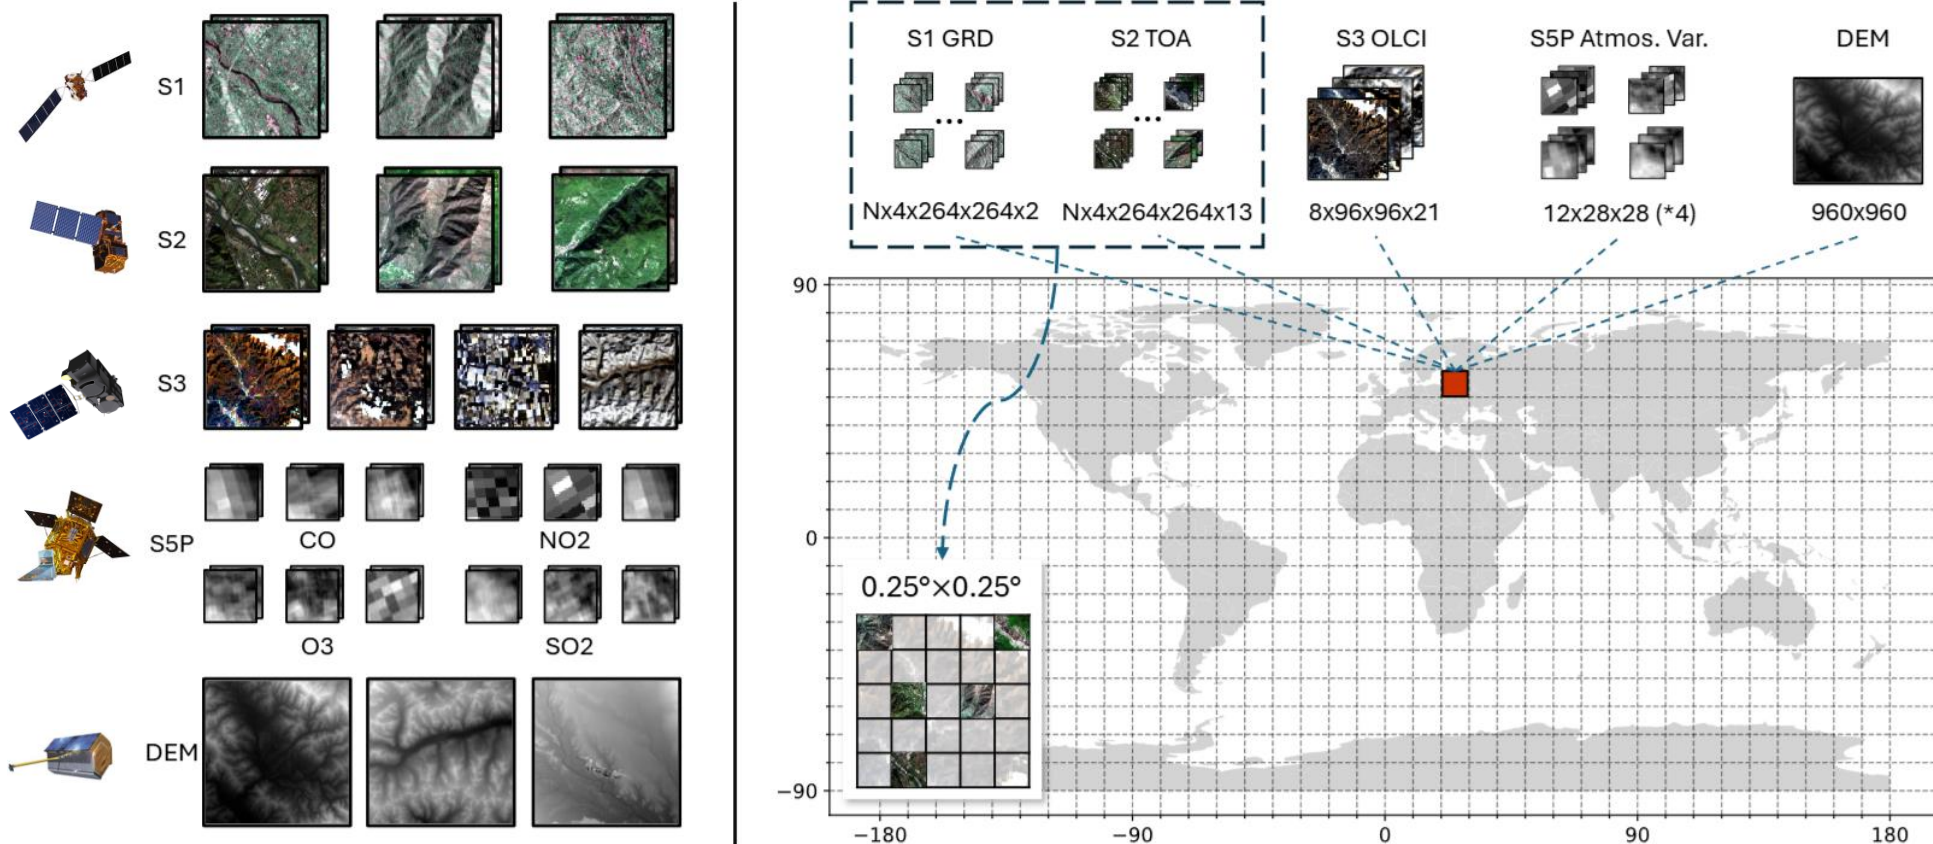 S1
S2
S3
S5P
CO
NO2
O3
SO2
DEM
S1 GRD
S2 TOA
S3 OLCI
S5P Atmos. Var.
DEM
...
...
Nx4x264x264x2
Nx4x264x264x13
8x96x96x21
12x28x28 (*4)
960x960
90
0
−90
0.25°×0.25°
−180
−90
0
90
180